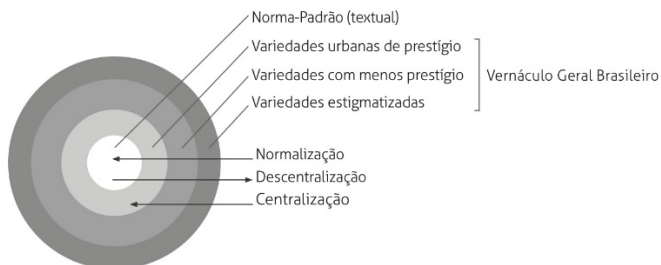 Norma-Padrão (textual)
Variedades urbanas de prestígio
Variedades com menos prestígio
Variedades estigmatizadas
Vernáculo Geral Brasileiro
Normalização
Descentralização
Centralização